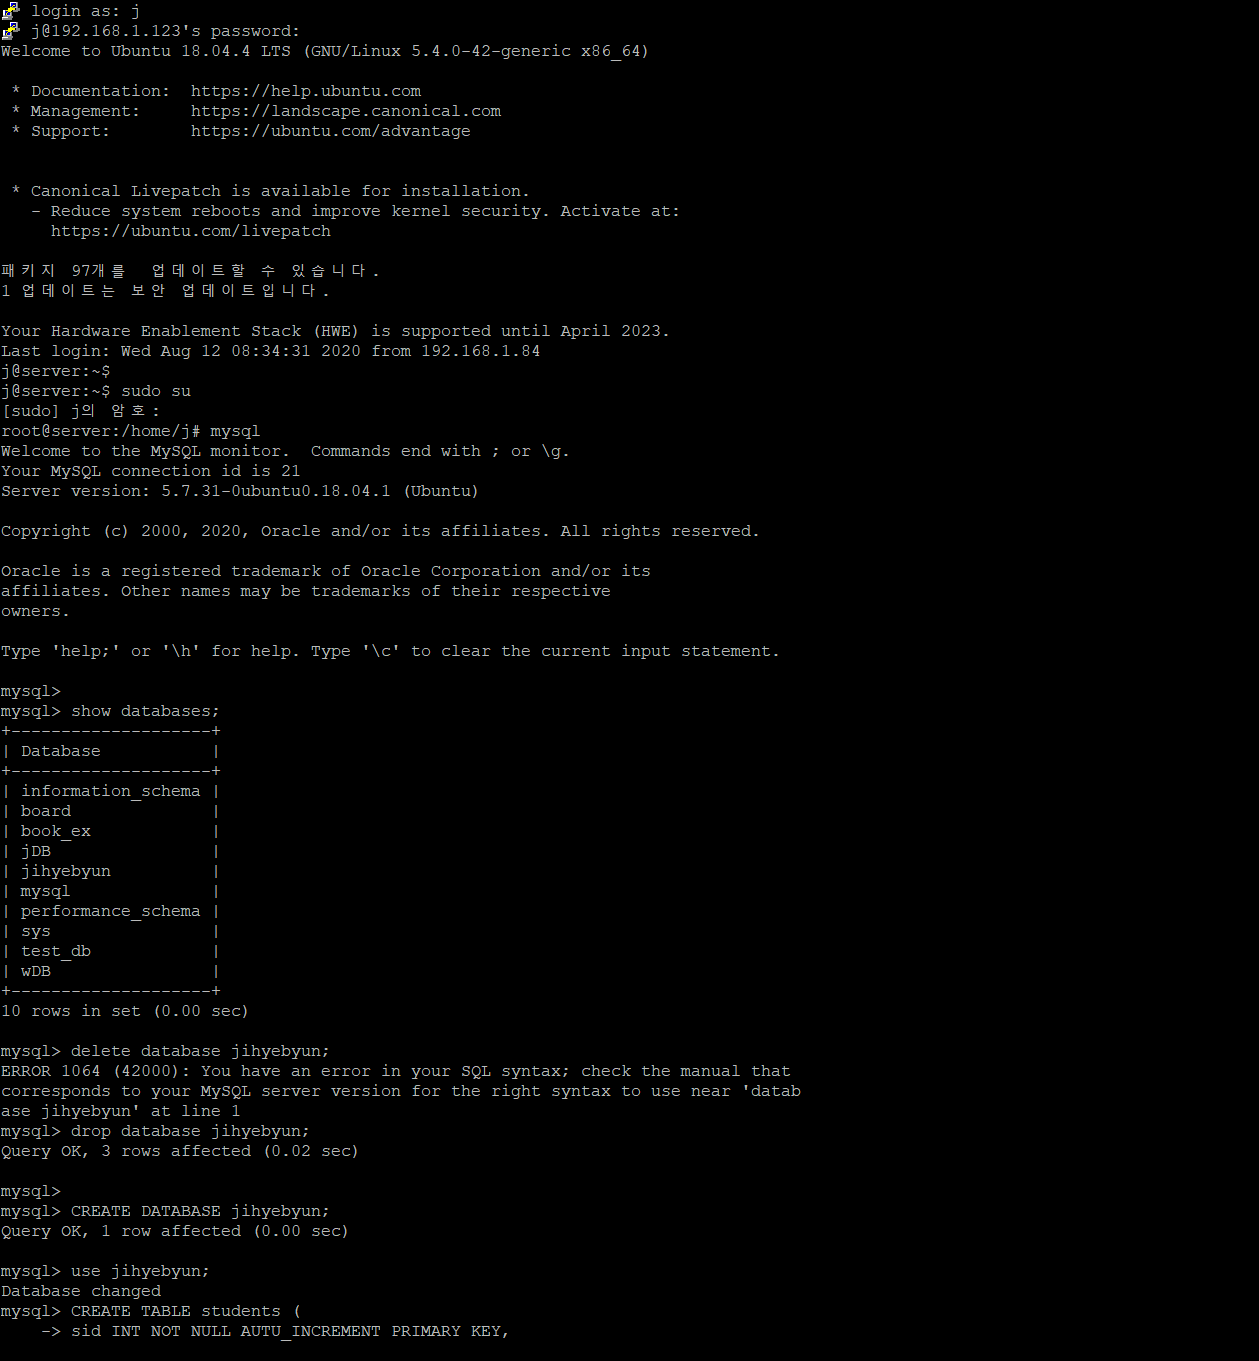 login as: j
j@192.168.1.123's password:
Welcome to Ubuntu 18.04.4 LTS (GNU/Linux 5.4.0-42-generic x86_64)
* Documentation:  https://help.ubuntu.com
* Management:     https://landscape.canonical.com
* Support:        https://ubuntu.com/advantage
* Canonical Livepatch is available for installation.
- Reduce system reboots and improve kernel security. Activate at:
https://ubuntu.com/livepatch
패키지 97개를 업데이트할 수 있습니다.
1 업데이트는 보안 업데이트입니다.
Your Hardware Enablement Stack (HWE) is supported until April 2023.
Last login: Wed Aug 12 08:34:31 2020 from 192.168.1.84
j@server:~$
j@server:~$ sudo su
[sudo] j의 암호:
root@server:/home/j# mysql
Welcome to the MySQL monitor.  Commands end with ; or \g.
Your MySQL connection id is 21
Server version: 5.7.31-0ubuntu0.18.04.1 (Ubuntu)
Copyright (c) 2000, 2020, Oracle and/or its affiliates. All rights reserved.
Oracle is a registered trademark of Oracle Corporation and/or its
affiliates. Other names may be trademarks of their respective
owners.
Type 'help;' or '\h' for help. Type '\c' to clear the current input statement.
mysql>
mysql> show databases;
+--------------------+
| Database           |
+--------------------+
| information_schema |
| board              |
| book_ex            |
| jDB                |
| jihyebyun          |
| mysql              |
| performance_schema |
| sys                |
| test_db            |
| wDB                |
+--------------------+
10 rows in set (0.00 sec)
mysql> delete database jihyebyun;
ERROR 1064 (42000): You have an error in your SQL syntax; check the manual that
corresponds to your MySQL server version for the right syntax to use near 'datab
ase jihyebyun' at line 1
mysql> drop database jihyebyun;
Query OK, 3 rows affected (0.02 sec)
mysql>
mysql> CREATE DATABASE jihyebyun;
Query OK, 1 row affected (0.00 sec)
mysql> use jihyebyun;
Database changed
mysql> CREATE TABLE students (
-> sid INT NOT NULL AUTU_INCREMENT PRIMARY KEY,